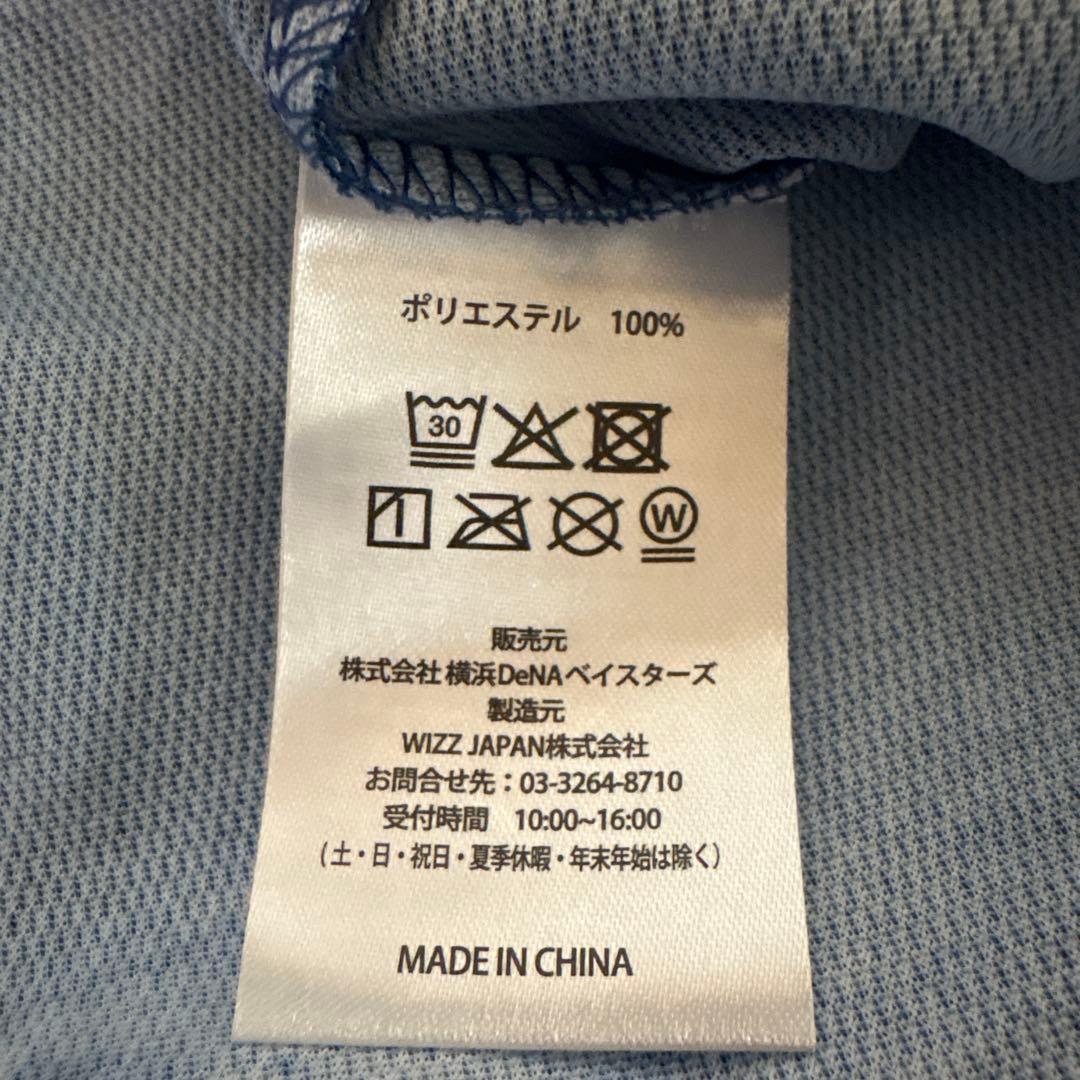 ポリエステル 100%
30
W
販売元
株式会社 横浜DeNAベイスターズ
製造元
WIZZ JAPAN株式会社
お問合せ先：03-3264-8710
受付時間 10:00~16:00
(土・日・祝日・夏季休暇・年末年始は除く)
MADE IN CHINA